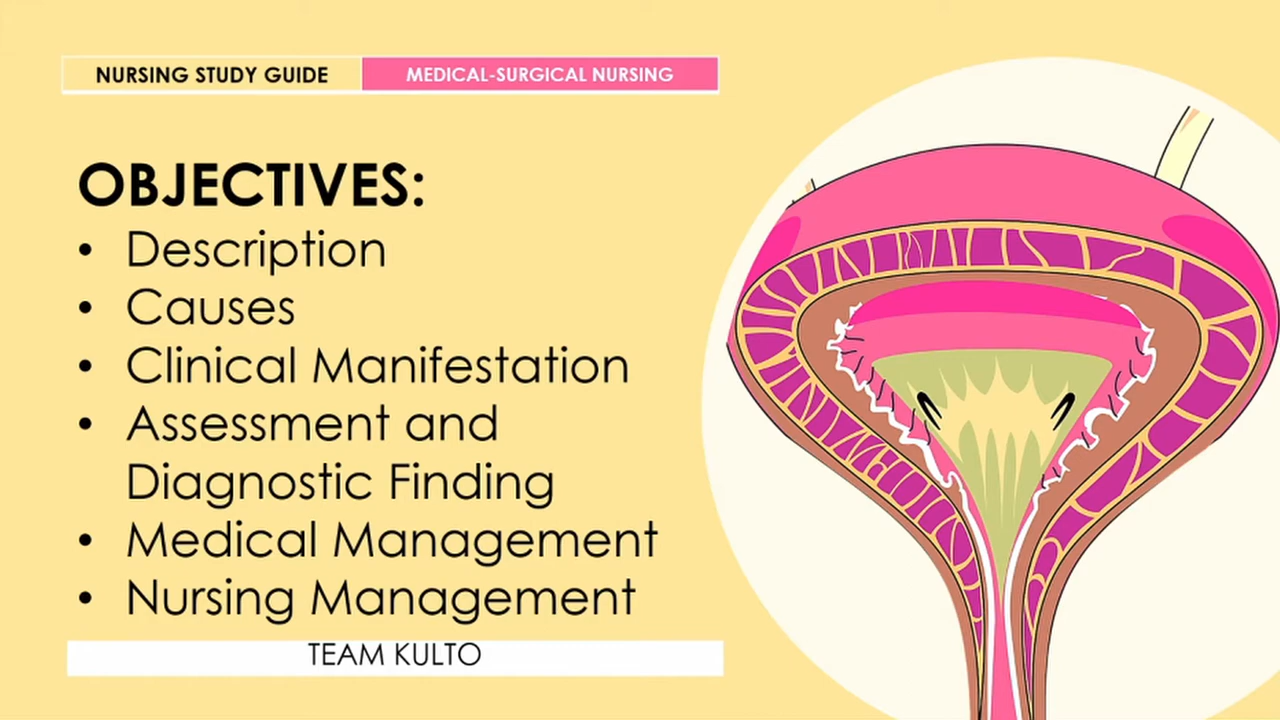 NURSING STUDY GUIDE
MEDICAL-SURGICAL NURSING
OBJECTIVES:
• Description
• Causes
• Clinical Manifestation
• Assessment and
Diagnostic Finding
• Medical Management
• Nursing Management
TEAM KULTO